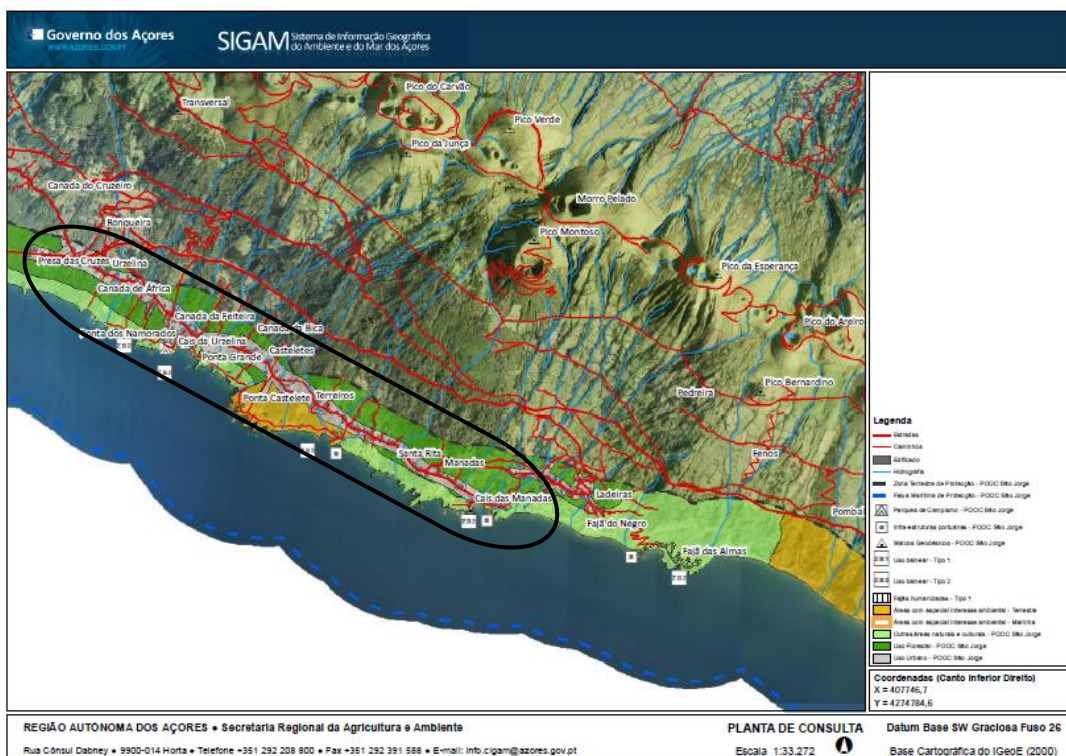 Governo dos Açores
WWW.AZORES.GOV.PT
SIGAM Sistema de Informação Geográfica
do Ambiente e do Mar dos Açores
Pico do Carvão
Transversal
Pico Verde
Pico da Junça
Canada do Cruzeiro
Morro Pelado
Ronqueira
Pico Montoso
Presa das Cruzes
Urzelina
Pico da Esperança
Canada de África
Canada da Feiteira
Canada da Bica
Pico do Areeiro
Ponta dos Namorados
Cais da Urzelina
Casteletes
Ponta Grande
Pico Bernardino
Pedreira
Ponta Castelete
Terreiros
Santa Rita
Manadas
Fenos
Cais das Manadas
Ladeiras
Pombal
Fajã do Negro
Fajã das Almas
ZB2
ZB2
Legenda
Estradas
Caminhos
Edificado
Hidrografia
Zona Terrestre de Protecção - POOC São Jorge
Faixa Marítima de Protecção - POOC São Jorge
Parques de Campismo - POOC São Jorge
Infra estruturas portuárias - POOC São Jorge
Marcos Geodésicos - POOC São Jorge
ZB1 Uso balnear - Tipo 1
ZB2 Uso balnear - Tipo 2
Fajãs humanizadas - Tipo 1
Áreas com especial interesse ambiental - Terrestre
Áreas com especial interesse ambiental - Marinha
Outras áreas naturais e culturais - POOC São Jorge
Uso Florestal - POOC São Jorge
Uso Urbano - POOC São Jorge
Coordenadas (Canto Inferior Direito)
X = 407746,7
Y = 4274784,6
REGIÃO AUTÓNOMA DOS AÇORES • Secretaria Regional da Agricultura e Ambiente
Rua Cônsul Dabney • 9900-014 Horta • Telefone +351 292 208 800 • Fax +351 292 391 588 • E-mail: info.cigam@azores.gov.pt
PLANTA DE CONSULTA
Escala 1:33.272
Datum Base SW Graciosa Fuso 26
Base Cartográfica do IGeoE (2000)